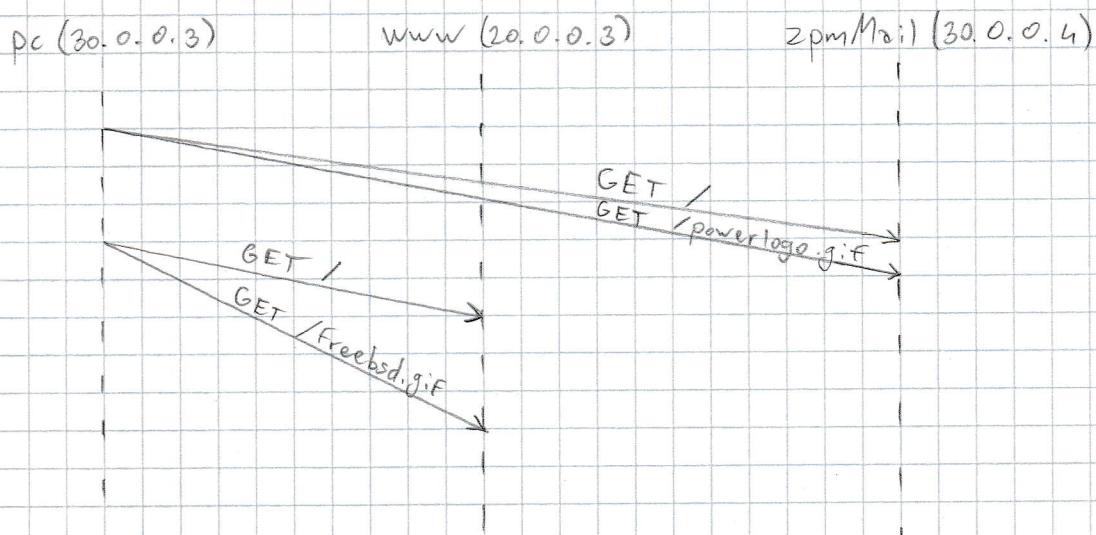 pc (30.0.0.3) www (20.0.0.3) zpmMail (30.0.0.4)
GET /
GET /powerlogo.gif
GET /
GET /freebsd.gif